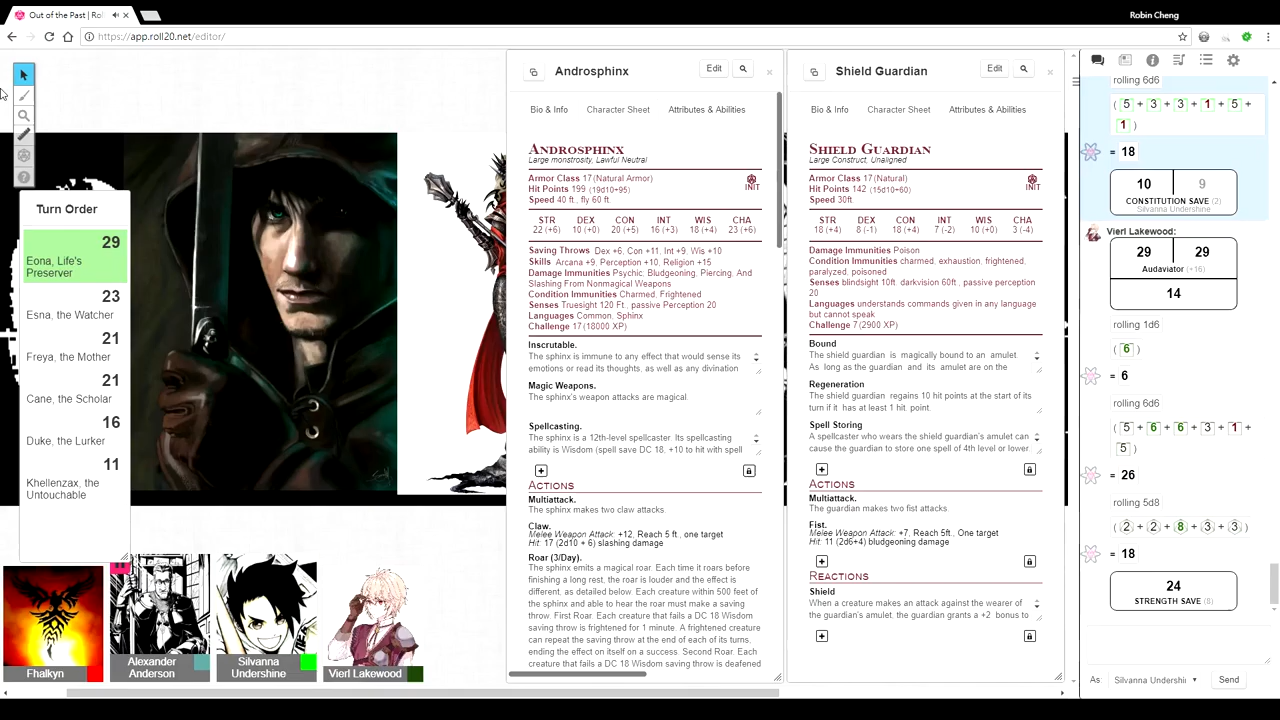 Out of the Past | Rol
Robin Cheng
https://app.roll20.net/editor/
Turn Order
29
Eona, Life's
Preserver
23
Esna, the Watcher
21
Freya, the Mother
21
Cane, the Scholar
16
Duke, the Lurker
11
Khellenzax, the
Untouchable
Fhalkyn
Alexander
Anderson
Silvanna
Undershine
Vierl Lakewood
Androsphinx
Edit
Bio & Info
Character Sheet
Attributes & Abilities
Androsphinx
Large monstrosity, Lawful Neutral
Armor Class 17 (Natural Armor)
Hit Points 199 (19d10+95)
Speed 40 ft., fly 60 ft.
INIT
STR DEX CON INT WIS CHA
22 (+6) 10 (+0) 20 (+5) 16 (+3) 18 (+4) 23 (+6)
Saving Throws Dex +6, Con +11, Int +9, Wis +10
Skills Arcana +9, Perception +10, Religion +15
Damage Immunities Psychic, Bludgeoning, Piercing, And
Slashing From Nonmagical Weapons
Condition Immunities Charmed, Frightened
Senses Truesight 120 Ft., passive Perception 20
Languages Common, Sphinx
Challenge 17 (18000 XP)
Inscrutable.
The sphinx is immune to any effect that would sense its
emotions or read its thoughts, as well as any divination
Magic Weapons.
The sphinx's weapon attacks are magical.
Spellcasting.
The sphinx is a 12th-level spellcaster. Its spellcasting
ability is Wisdom (spell save DC 18, +10 to hit with spell
Actions
Multiattack.
The sphinx makes two claw attacks.
Claw.
Melee Weapon Attack: +12, Reach 5 ft., one target
Hit: 17 (2d10 + 6) slashing damage
Roar (3/Day).
The sphinx emits a magical roar. Each time it roars before
finishing a long rest, the roar is louder and the effect is
different, as detailed below. Each creature within 500 feet of
the sphinx and able to hear the roar must make a saving
throw. First Roar. Each creature that fails a DC 18 Wisdom
saving throw is frightened for 1 minute. A frightened creature
can repeat the saving throw at the end of each of its turns,
ending the effect on itself on a success. Second Roar. Each
creature that fails a DC 18 Wisdom saving throw is deafened
Shield Guardian
Edit
Bio & Info
Character Sheet
Attributes & Abilities
Shield Guardian
Large Construct, Unaligned
Armor Class 17 (Natural)
Hit Points 142 (15d10+60)
Speed 30ft.
INIT
STR DEX CON INT WIS CHA
18 (+4) 8 (-1) 18 (+4) 7 (-2) 10 (+0) 3 (-4)
Damage Immunities Poison
Condition Immunities charmed, exhaustion, frightened,
paralyzed, poisoned
Senses blindsight 10ft. darkvision 60ft., passive perception
20
Languages understands commands given in any language
but cannot speak
Challenge 7 (2900 XP)
Bound
The shield guardian is magically bound to an amulet
As long as the guardian and its amulet are on the
Regeneration
The shield guardian regains 10 hit points at the start of its
turn if it has at least 1 hit point.
Spell Storing
A spellcaster who wears the shield guardian's amulet can
cause the guardian to store one spell of 4th level or lower
Actions
Multiattack.
The guardian makes two fist attacks.
Fist.
Melee Weapon Attack: +7, Reach 5ft., One target
Hit: 11 (2d6+4) bludgeoning damage
Reactions
Shield
When a creature makes an attack against the wearer of
the guardian's amulet, the guardian grants a +2 bonus to
rolling 6d6
( 5 + 3 + 3 + 1 + 5 +
1 )
= 18
10 9
CONSTITUTION SAVE (2)
Silvanna Undershine
Vierl Lakewood:
29 29
Audaviator (+16)
14
rolling 1d6
( 6 )
= 6
rolling 6d6
( 5 + 6 + 6 + 3 + 1 +
5 )
= 26
rolling 5d8
( 2 + 2 + 8 + 3 + 3 )
= 18
24
STRENGTH SAVE (8)
As:
Silvanna Undershi
Send